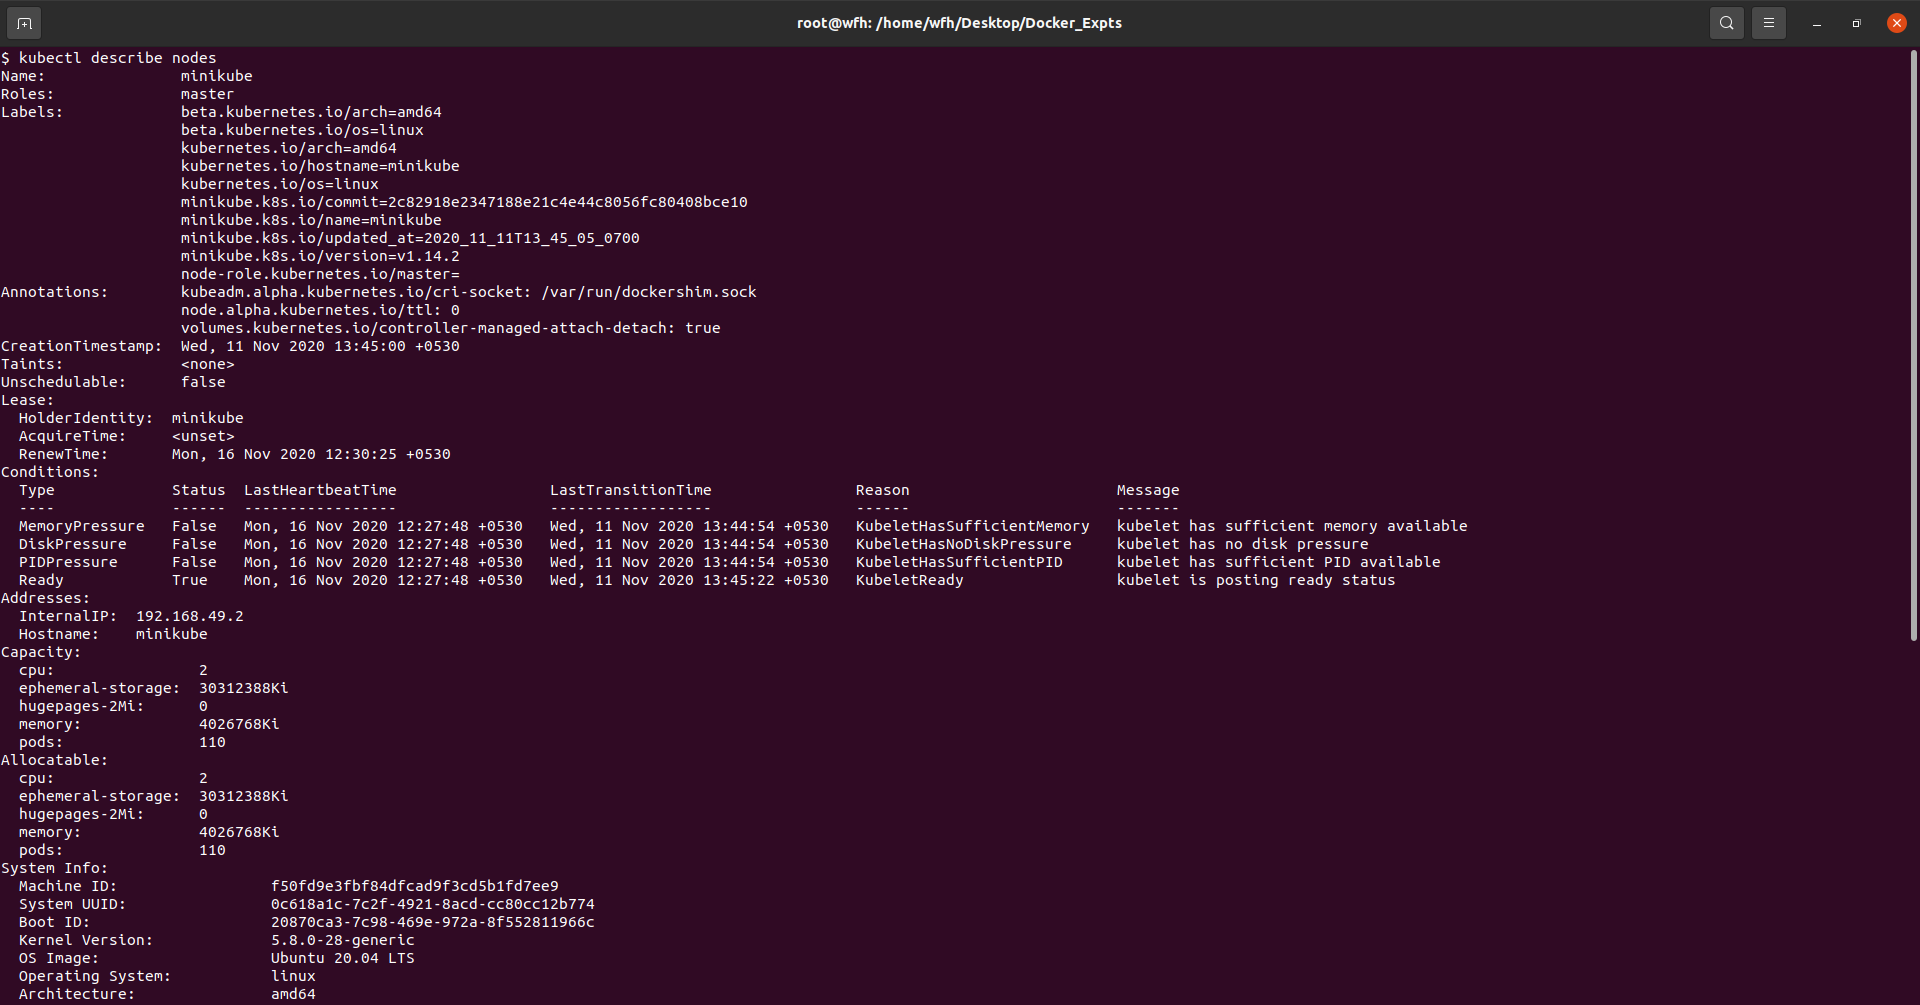 root@wfh: /home/wfh/Desktop/Docker_Expts
$ kubectl describe nodes
Name:               minikube
Roles:              master
Labels:             beta.kubernetes.io/arch=amd64
                    beta.kubernetes.io/os=linux
                    kubernetes.io/arch=amd64
                    kubernetes.io/hostname=minikube
                    kubernetes.io/os=linux
                    minikube.k8s.io/commit=2c82918e2347188e21c4e44c8056fc80408bce10
                    minikube.k8s.io/name=minikube
                    minikube.k8s.io/updated_at=2020_11_11T13_45_05_0700
                    minikube.k8s.io/version=v1.14.2
                    node-role.kubernetes.io/master=
Annotations:        kubeadm.alpha.kubernetes.io/cri-socket: /var/run/dockershim.sock
                    node.alpha.kubernetes.io/ttl: 0
                    volumes.kubernetes.io/controller-managed-attach-detach: true
CreationTimestamp:  Wed, 11 Nov 2020 13:45:00 +0530
Taints:             <none>
Unschedulable:      false
Lease:
  HolderIdentity:  minikube
  AcquireTime:     <unset>
  RenewTime:       Mon, 16 Nov 2020 12:30:25 +0530
Conditions:
  Type             Status  LastHeartbeatTime                 LastTransitionTime                Reason                       Message
  ----             ------  -----------------                 ------------------                ------                       -------
  MemoryPressure   False   Mon, 16 Nov 2020 12:27:48 +0530   Wed, 11 Nov 2020 13:44:54 +0530   KubeletHasSufficientMemory   kubelet has sufficient memory available
  DiskPressure     False   Mon, 16 Nov 2020 12:27:48 +0530   Wed, 11 Nov 2020 13:44:54 +0530   KubeletHasNoDiskPressure     kubelet has no disk pressure
  PIDPressure      False   Mon, 16 Nov 2020 12:27:48 +0530   Wed, 11 Nov 2020 13:44:54 +0530   KubeletHasSufficientPID      kubelet has sufficient PID available
  Ready            True    Mon, 16 Nov 2020 12:27:48 +0530   Wed, 11 Nov 2020 13:45:22 +0530   KubeletReady                 kubelet is posting ready status
Addresses:
  InternalIP:  192.168.49.2
  Hostname:    minikube
Capacity:
  cpu:                2
  ephemeral-storage:  30312388Ki
  hugepages-2Mi:      0
  memory:             4026768Ki
  pods:               110
Allocatable:
  cpu:                2
  ephemeral-storage:  30312388Ki
  hugepages-2Mi:      0
  memory:             4026768Ki
  pods:               110
System Info:
  Machine ID:                 f50fd9e3fbf84dfcad9f3cd5b1fd7ee9
  System UUID:                0c618a1c-7c2f-4921-8acd-cc80cc12b774
  Boot ID:                    20870ca3-7c98-469e-972a-8f552811966c
  Kernel Version:             5.8.0-28-generic
  OS Image:                   Ubuntu 20.04 LTS
  Operating System:           linux
  Architecture:               amd64